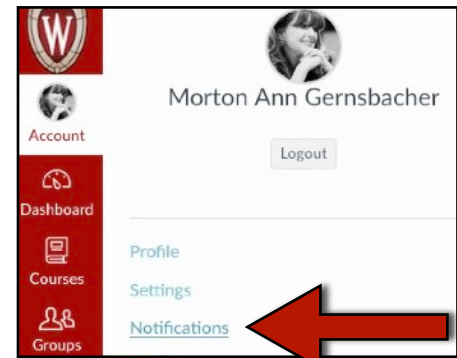 W
Morton Ann Gernsbacher
Account
Logout
Dashboard
Profile
Courses
Settings
Notifications
Groups